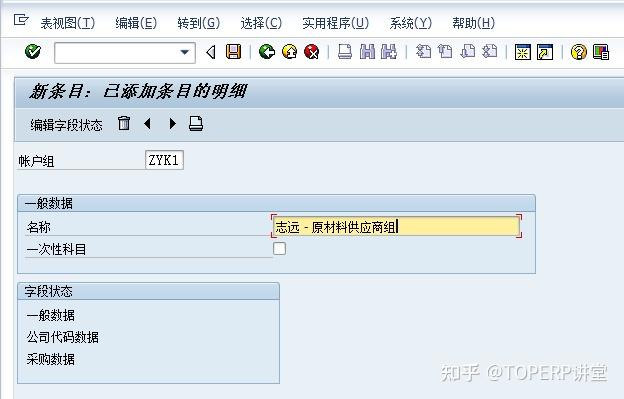 表视图(T) 编辑(E) 转到(G) 选择(C) 实用程序(U) 系统(Y) 帮助(H)
新条目：已添加条目的明细
编辑字段状态
帐户组 ZYK1
一般数据
名称 志远 - 原材料供应商组
一次性科目
字段状态
一般数据
公司代码数据
采购数据
知乎 @TOPERP讲堂